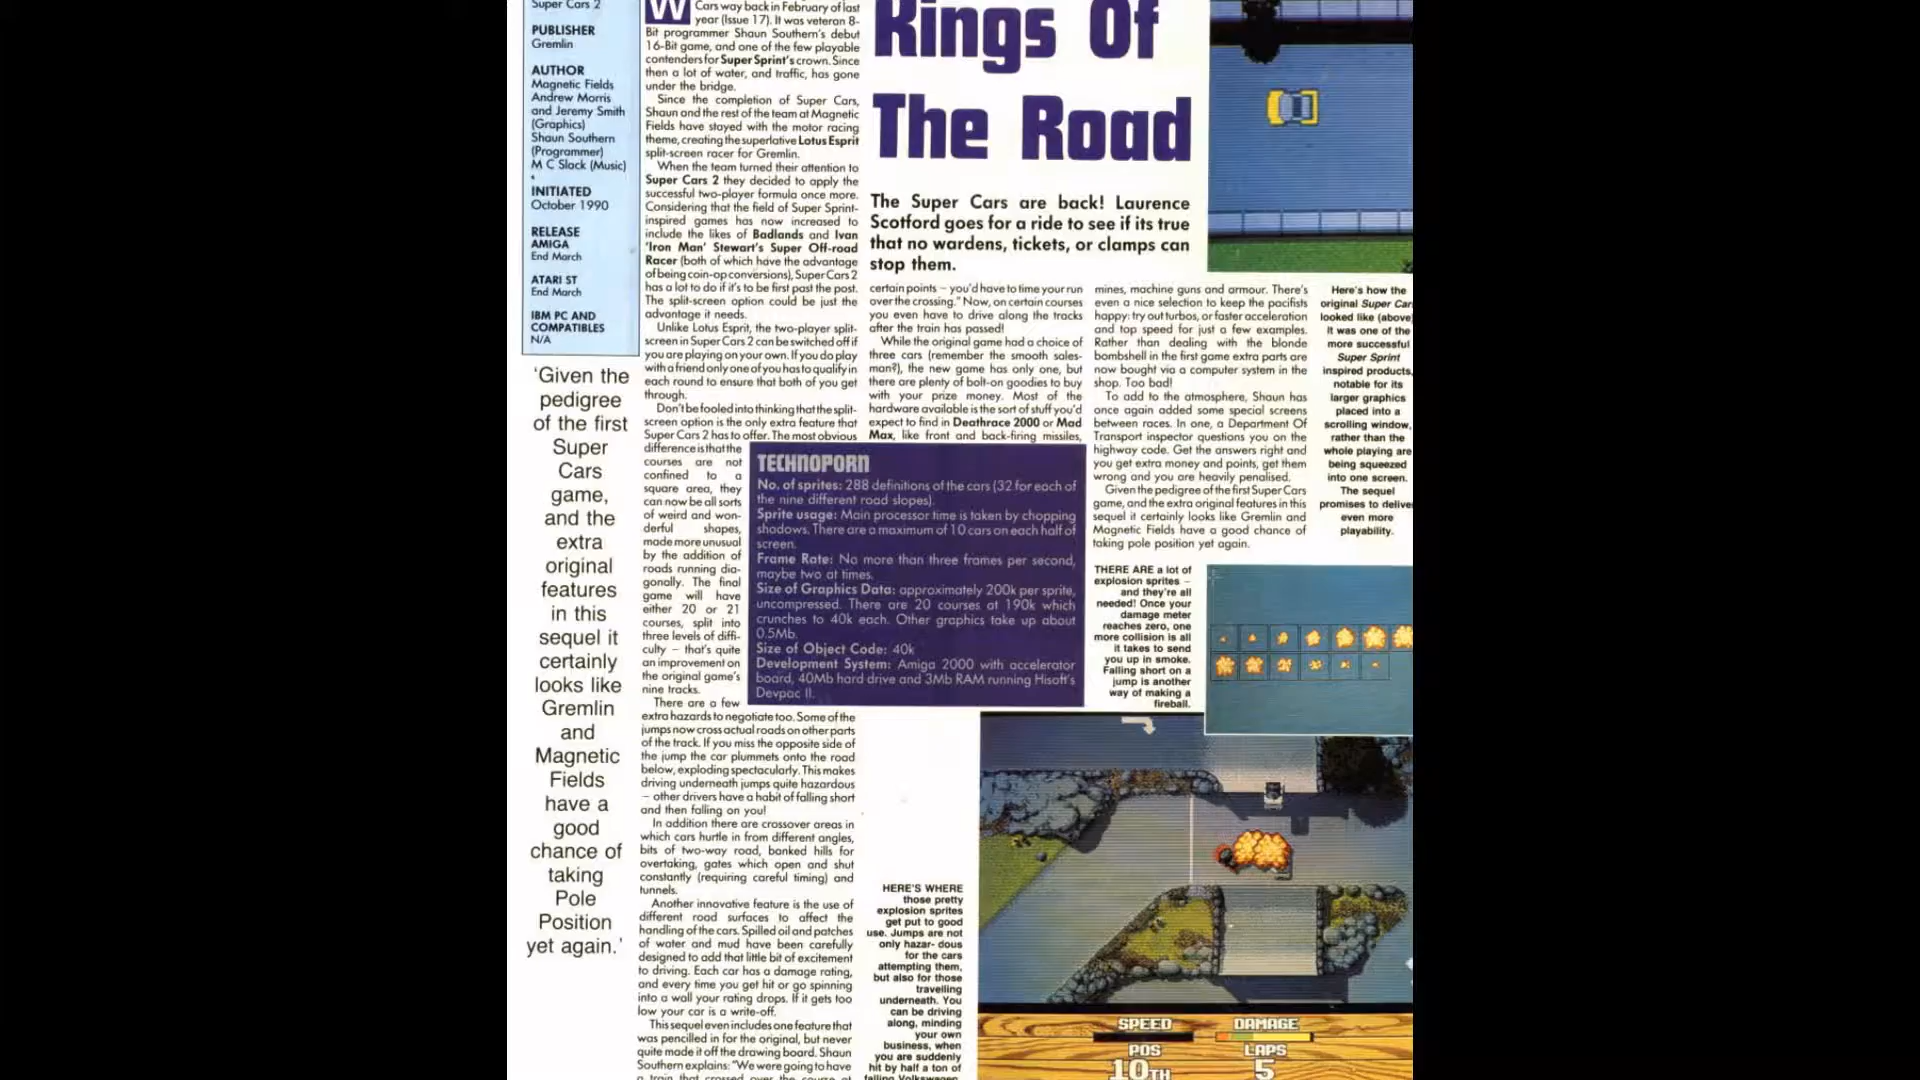 Super Cars 2
PUBLISHER
Gremlin
AUTHOR
Magnetic Fields
Andrew Morris
and Jeremy Smith
(Graphics)
Shaun Southern
(Programmer)
M C Slack (Music)
INITIATED
October 1990
RELEASE
AMIGA
End March
ATARI ST
End March
IBM PC AND
COMPATIBLES
N/A
'Given the
pedigree
of the first
Super
Cars
game,
and the
extra
original
features
in this
sequel it
certainly
looks like
Gremlin
and
Magnetic
Fields
have a
good
chance of
taking
Pole
Position
yet again.'
W
Cars way back in February of last
year (Issue 17). It was veteran 8-
Bit programmer Shaun Southern's debut
16-Bit game, and one of the few playable
contenders for Super Sprint's crown. Since
then a lot of water, and traffic, has gone
under the bridge.
Since the completion of Super Cars,
Shaun and the rest of the team at Magnetic
Fields have stayed with the motor racing
theme, creating the superlative Lotus Esprit
split-screen racer for Gremlin.
When the team turned their attention to
Super Cars 2 they decided to apply the
successful two-player formula once more.
Considering that the field of Super Sprint-
inspired games has now increased to
include the likes of Badlands and Ivan
'Iron Man' Stewart's Super Off-road
Racer (both of which have the advantage
of being coin-op conversions), Super Cars 2
has a lot to do if it's to be first past the post.
The split-screen option could be just the
advantage it needs.
Unlike Lotus Esprit, the two-player split-
screen in Super Cars 2 can be switched off if
you are playing on your own. If you do play
with a friend only one of you has to qualify in
each round to ensure that both of you get
through.
Don't be fooled into thinking that the split-
screen option is the only extra feature that
Super Cars 2 has to offer. The most obvious
difference is that the
courses are not
confined to a
square area, they
can now be all sorts
of weird and won-
derful shapes,
made more unusual
by the addition of
roads running dia-
gonally. The final
game will have
either 20 or 21
courses, split into
three levels of diffi-
culty – that's quite
an improvement on
the original game's
nine tracks.
There are a few
extra hazards to negotiate too. Some of the
jumps now cross actual roads on other parts
of the track. If you miss the opposite side of
the jump the car plummets onto the road
below, exploding spectacularly. This makes
driving underneath jumps quite hazardous
– other drivers have a habit of falling short
and then falling on you!
In addition there are crossover areas in
which cars hurtle in from different angles,
bits of two-way road, banked hills for
overtaking, gates which open and shut
constantly (requiring careful timing) and
tunnels.
Another innovative feature is the use of
different road surfaces to affect the
handling of the cars. Spilled oil and patches
of water and mud have been carefully
designed to add that little bit of excitement
to driving. Each car has a damage rating,
and every time you get hit or go spinning
into a wall your rating drops. If it gets too
low your car is a write-off.
This sequel even includes one feature that
was pencilled in for the original, but never
quite made it off the drawing board. Shaun
Southern explains: "We were going to have
a train that crossed over the course at
Kings Of
The Road
The Super Cars are back! Laurence
Scotford goes for a ride to see if its true
that no wardens, tickets, or clamps can
stop them.
certain points – you'd have to time your run
over the crossing." Now, on certain courses
you even have to drive along the tracks
after the train has passed!
While the original game had a choice of
three cars (remember the smooth sales-
man?), the new game has only one, but
there are plenty of bolt-on goodies to buy
with your prize money. Most of the
hardware available is the sort of stuff you'd
expect to find in Deathrace 2000 or Mad
Max, like front and back-firing missiles,
TECHNOPORN
No. of sprites: 288 definitions of the cars (32 for each of
the nine different road slopes).
Sprite usage: Main processor time is taken by chopping
shadows. There are a maximum of 10 cars on each half of
screen.
Frame Rate: No more than three frames per second,
maybe two at times.
Size of Graphics Data: approximately 200k per sprite,
uncompressed. There are 20 courses at 190k which
crunches to 40k each. Other graphics take up about
0.5Mb.
Size of Object Code: 40k
Development System: Amiga 2000 with accelerator
board, 40Mb hard drive and 3Mb RAM running Hisoft's
Devpac II.
HERE'S WHERE
those pretty
explosion sprites
get put to good
use. Jumps are not
only hazar- dous
for the cars
attempting them,
but also for those
travelling
underneath. You
can be driving
along, minding
your own
business, when
you are suddenly
hit by half a ton of
falling Volkswagen.
mines, machine guns and armour. There's
even a nice selection to keep the pacifists
happy: try out turbos, or faster acceleration
and top speed for just a few examples.
Rather than dealing with the blonde
bombshell in the first game extra parts are
now bought via a computer system in the
shop. Too bad!
To add to the atmosphere, Shaun has
once again added some special screens
between races. In one, a Department Of
Transport inspector questions you on the
highway code. Get the answers right and
you get extra money and points, get them
wrong and you are heavily penalised.
Given the pedigree of the first Super Cars
game, and the extra original features in this
sequel it certainly looks like Gremlin and
Magnetic Fields have a good chance of
taking pole position yet again.
THERE ARE a lot of
explosion sprites –
and they're all
needed! Once your
damage meter
reaches zero, one
more collision is all
it takes to send
you up in smoke.
Falling short on a
jump is another
way of making a
fireball.
Here's how the
original Super Car
looked like (above
It was one of the
more successful
Super Sprint
inspired products,
notable for its
larger graphics
placed into a
scrolling window,
rather than the
whole playing are
being squeezed
into one screen.
The sequel
promises to delive
even more
playability.
SPEED DAMAGE
POS LAPS
10TH 5